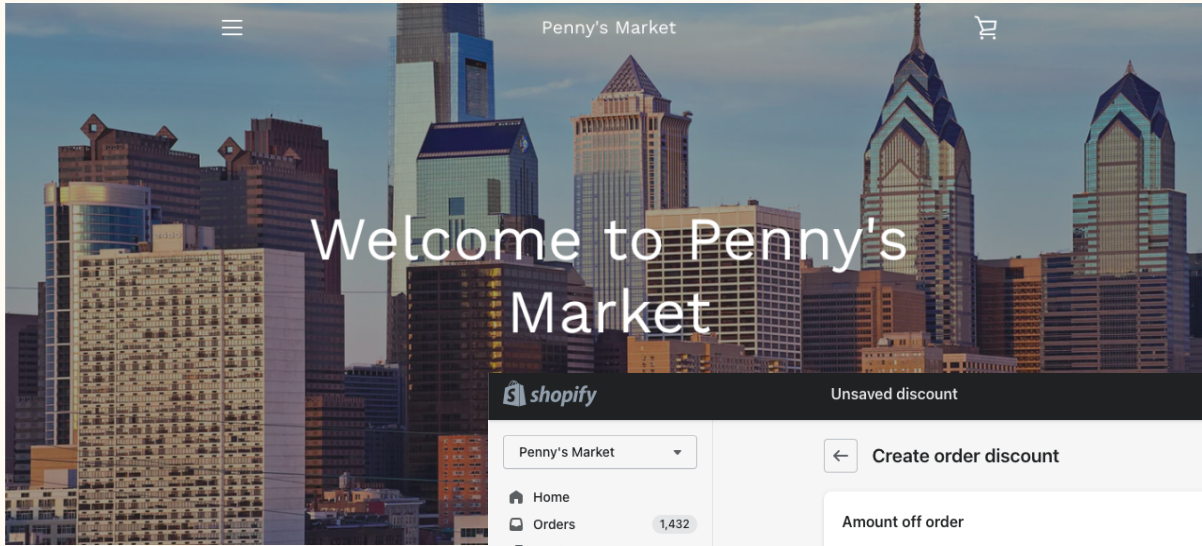 Penny's Market
Welcome to Penny's
Market
shopify
Unsaved discount
Penny's Market
Create order discount
Home
Orders 1,432
Amount off order